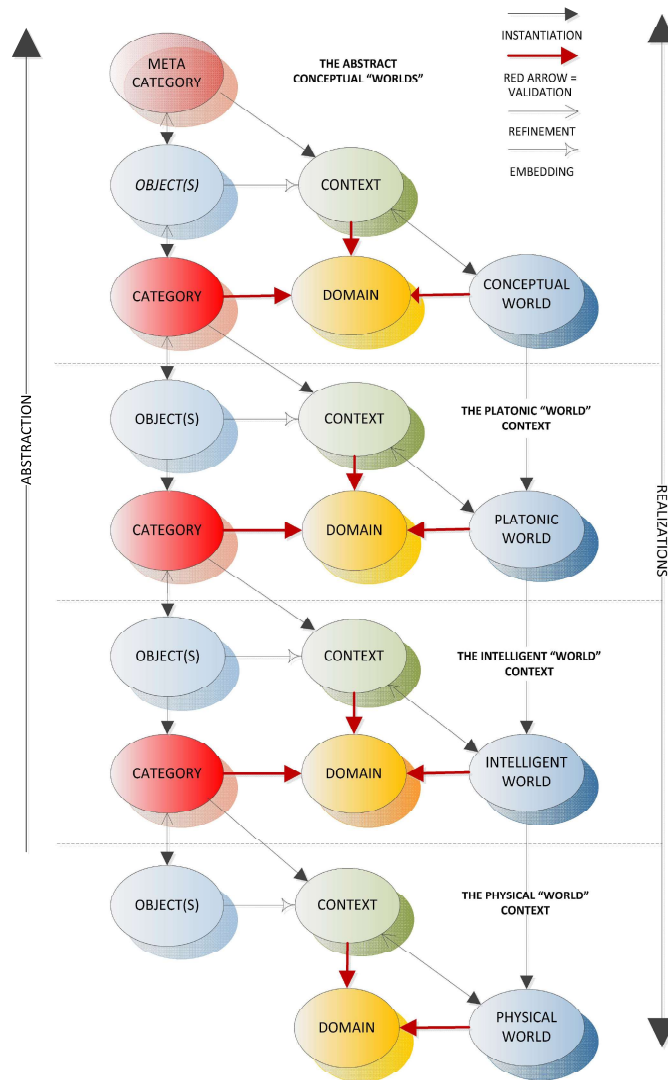 META
CATEGORY
THE ABSTRACT
CONCEPTUAL “WORLDS”
INSTANTIATION
RED ARROW =
VALIDATION
REFINEMENT
EMBEDDING
OBJECT(S)
CONTEXT
CATEGORY
DOMAIN
CONCEPTUAL
WORLD
ABSTRACTION
REALIZATIONS
OBJECT(S)
CONTEXT
THE PLATONIC “WORLD”
CONTEXT
CATEGORY
DOMAIN
PLATONIC
WORLD
OBJECT(S)
CONTEXT
THE INTELLIGENT “WORLD”
CONTEXT
CATEGORY
DOMAIN
INTELLIGENT
WORLD
OBJECT(S)
CONTEXT
THE PHYSICAL “WORLD”
CONTEXT
DOMAIN
PHYSICAL
WORLD